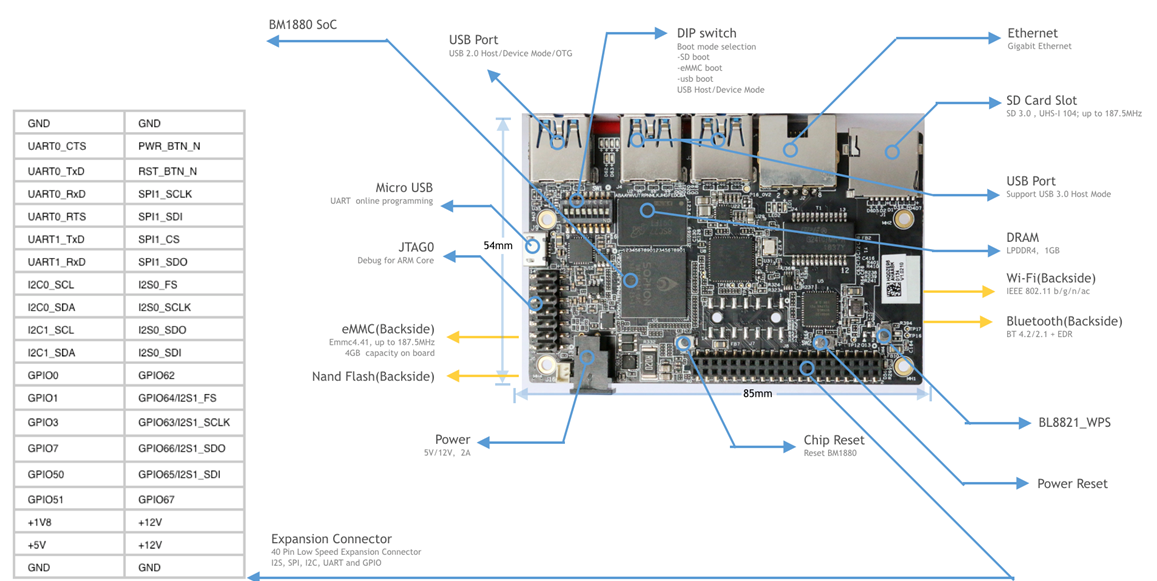 BM1880 SoC
USB Port
USB 2.0 Host/Device Mode/OTG
DIP switch
Boot mode selection
-SD boot
-eMMC boot
-usb boot
USB Host/Device Mode
Ethernet
Gigabit Ethernet
SD Card Slot
SD 3.0 , UHS-I 104; up to 187.5MHz
USB Port
Support USB 3.0 Host Mode
DRAM
LPDDR4, 1GB
Wi-Fi(Backside)
IEEE 802.11 b/g/n/ac
Bluetooth(Backside)
BT 4.2/2.1 + EDR
BL8821_WPS
Power Reset
Chip Reset
Reset BM1880
Micro USB
UART online programming
JTAG0
Debug for ARM Core
eMMC(Backside)
Emmc4.41, up to 187.5MHz
4GB capacity on board
Nand Flash(Backside)
Power
5V/12V, 2A
54mm
85mm
GND GND
UART0_CTS PWR_BTN_N
UART0_TxD RST_BTN_N
UART0_RxD SPI1_SCLK
UART0_RTS SPI1_SDI
UART1_TxD SPI1_CS
UART1_RxD SPI1_SDO
I2C0_SCL I2S0_FS
I2C0_SDA I2S0_SCLK
I2C1_SCL I2S0_SDO
I2C1_SDA I2S0_SDI
GPIO0 GPIO62
GPIO1 GPIO64/I2S1_FS
GPIO3 GPIO63/I2S1_SCLK
GPIO7 GPIO66/I2S1_SDO
GPIO50 GPIO65/I2S1_SDI
GPIO51 GPIO67
+1V8 +12V
+5V +12V
GND GND
Expansion Connector
40 Pin Low Speed Expansion Connector
I2S, SPI, I2C, UART and GPIO